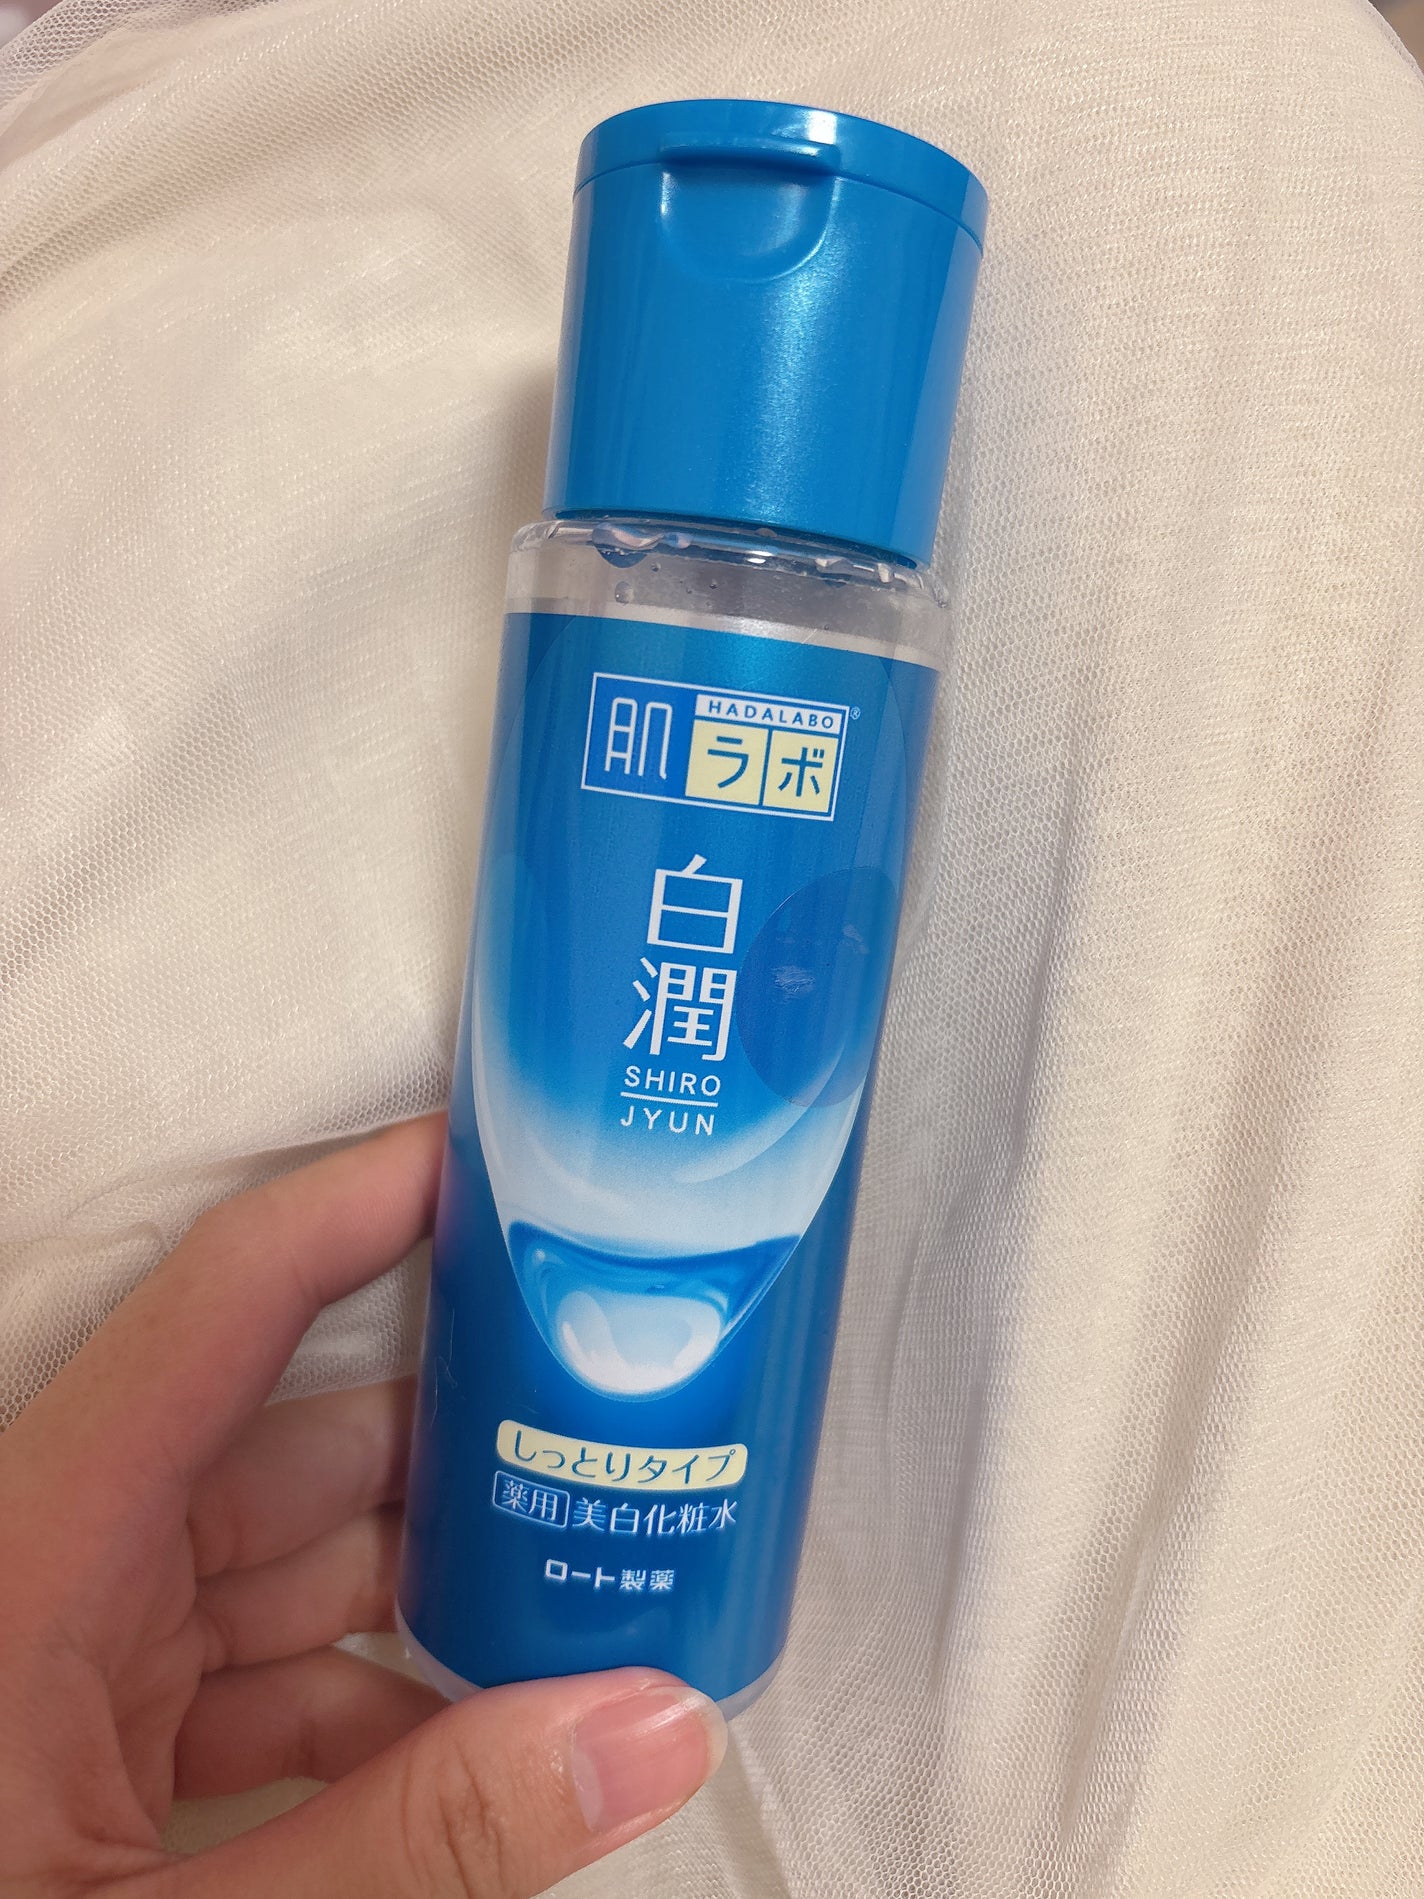 肌 HADALABO®
ラボ
白潤
SHIRO
JYUN
しっとりタイプ
薬用 美白化粧水
ロート製薬